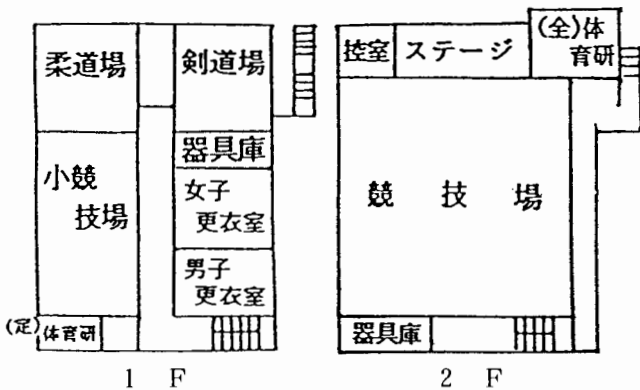 柔道場
剣道場
器具庫
小競
技場
女子
更衣室
男子
更衣室
(定)体育研
1 F
控室
ステージ
(全)体
育研
競技場
器具庫
2 F